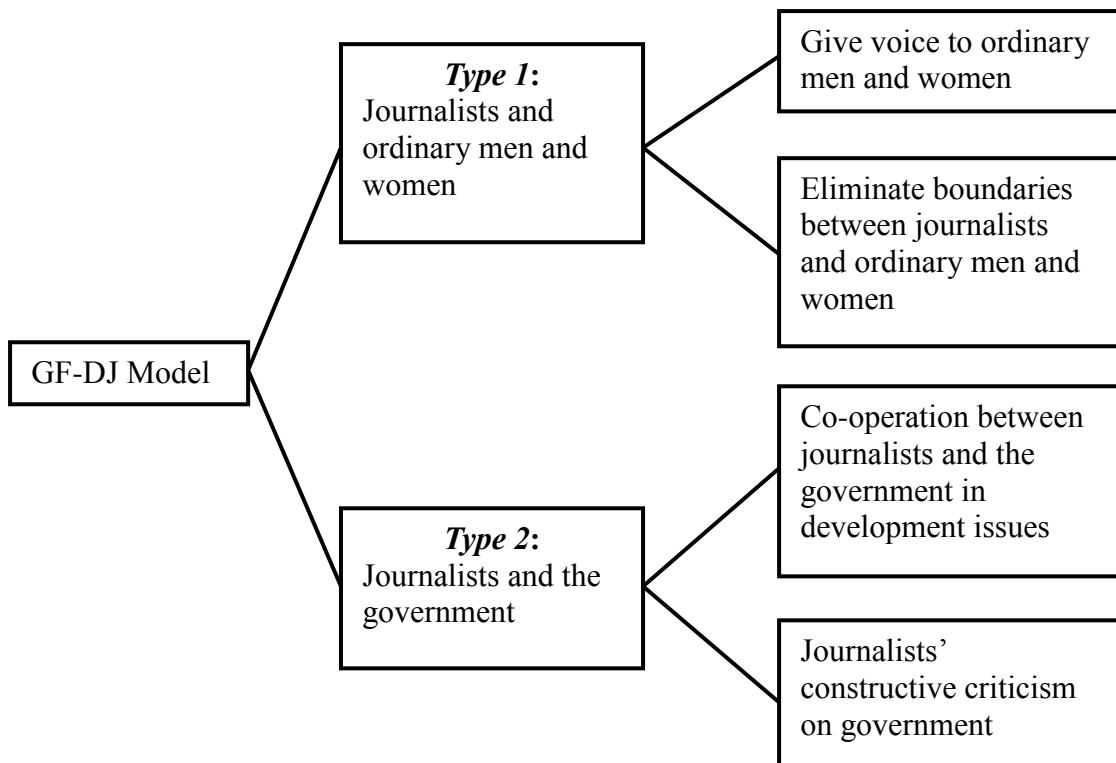 GF-DJ Model
Type 1:
Journalists and
ordinary men and
women
Give voice to ordinary
men and women
Eliminate boundaries
between journalists
and ordinary men and
women
Type 2:
Journalists and the
government
Co-operation between
journalists and the
government in
development issues
Journalists’
constructive criticism
on government